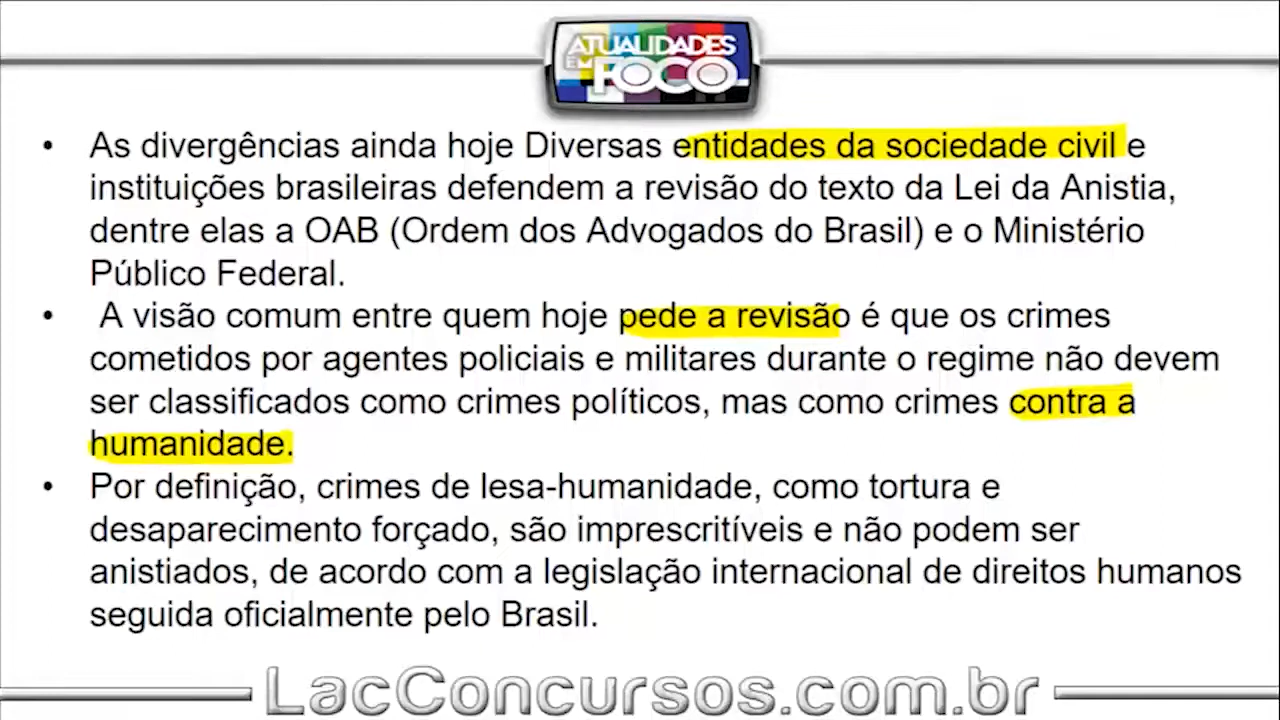 ATUALIDADES
EM FOCO
• As divergências ainda hoje Diversas entidades da sociedade civil e
instituições brasileiras defendem a revisão do texto da Lei da Anistia,
dentre elas a OAB (Ordem dos Advogados do Brasil) e o Ministério
Público Federal.
• A visão comum entre quem hoje pede a revisão é que os crimes
cometidos por agentes policiais e militares durante o regime não devem
ser classificados como crimes políticos, mas como crimes contra a
humanidade.
• Por definição, crimes de lesa-humanidade, como tortura e
desaparecimento forçado, são imprescritíveis e não podem ser
anistiados, de acordo com a legislação internacional de direitos humanos
seguida oficialmente pelo Brasil.
LacConcursos.com.br